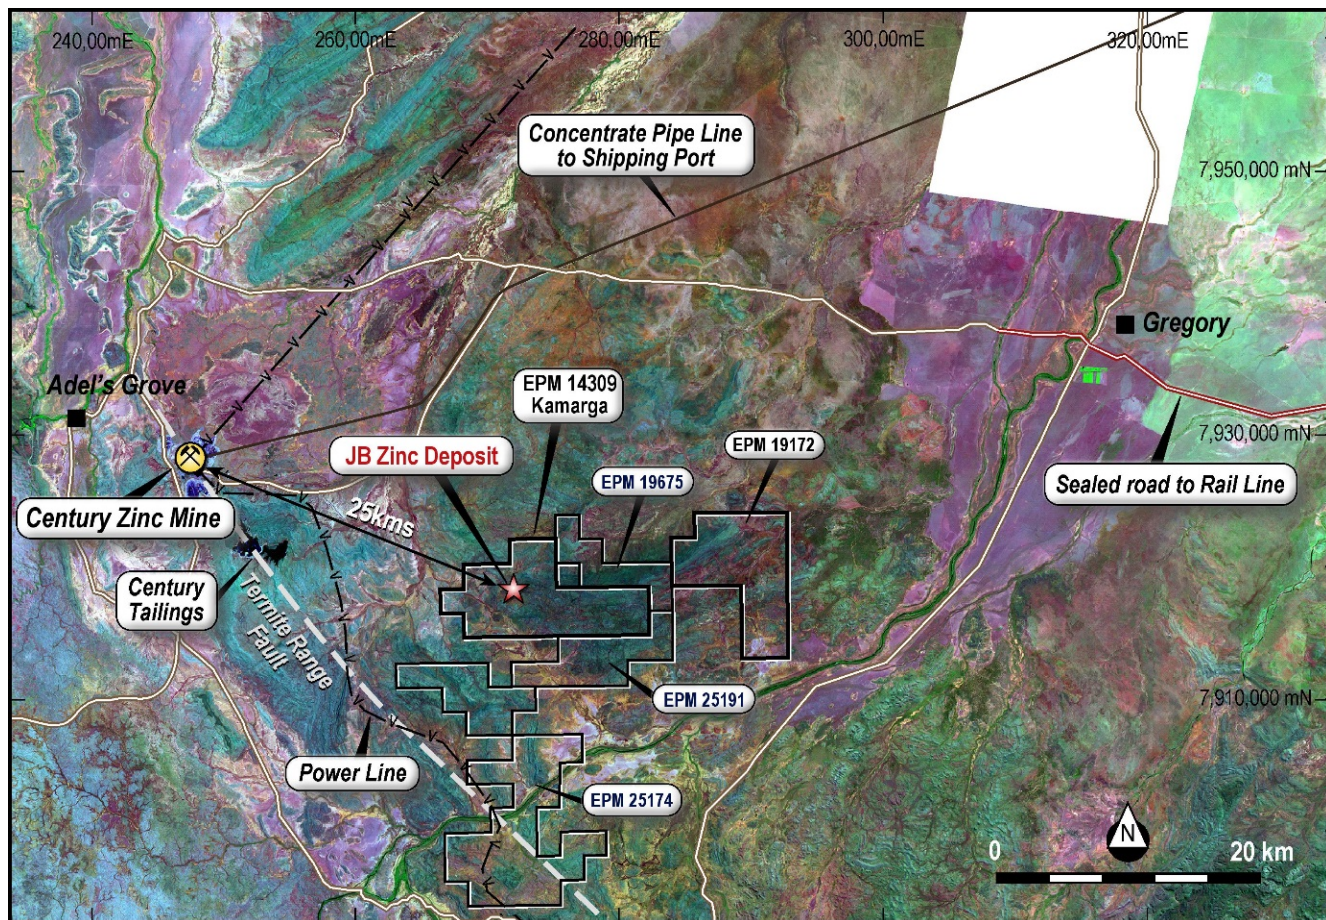 240,00mE
260,00mE
280,00mE
300,00mE
320,00mE
Concentrate Pipe Line
to Shipping Port
7,950,000 mN
Gregory
Adel's Grove
EPM 14309
Kamarga
JB Zinc Deposit
EPM 19172
7,930,000 mN
EPM 19675
Sealed road to Rail Line
Century Zinc Mine
25kms
Century
Tailings
Termite Range
Fault
EPM 25191
7,910,000 mN
Power Line
EPM 25174
N
0
20 km